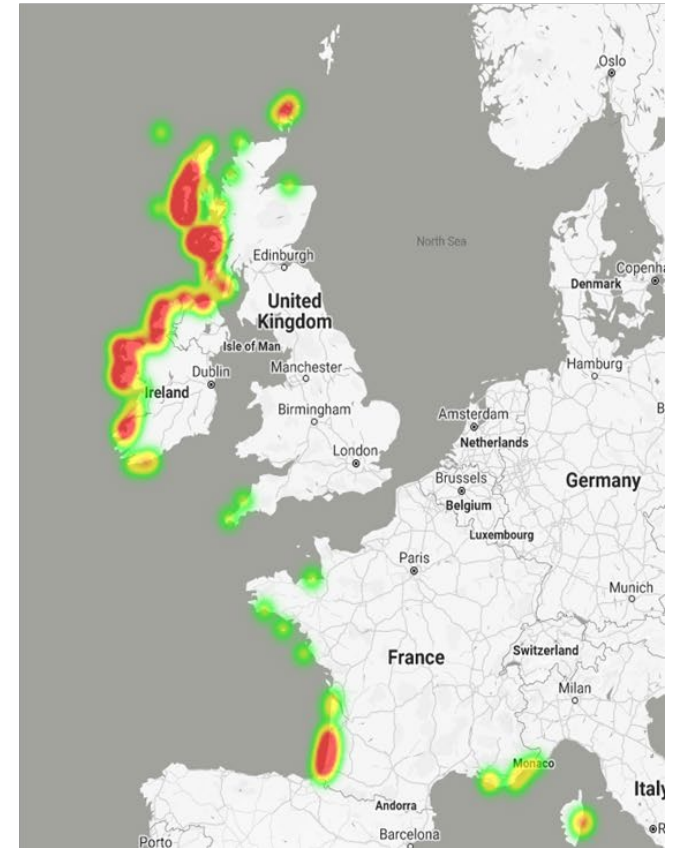 Oslo
North Sea
Edinburgh
Copenha
Denmark
United
Kingdom
Isle of Man
Hamburg
Dublin
Manchester
Ireland
B
Birmingham
Amsterdam
Netherlands
London
Brussels
Germany
Belgium
Luxembourg
Paris
Munich
France
Switzerland
Milan
Monaco
Italy
Andorra
Barcelona
R
Porto